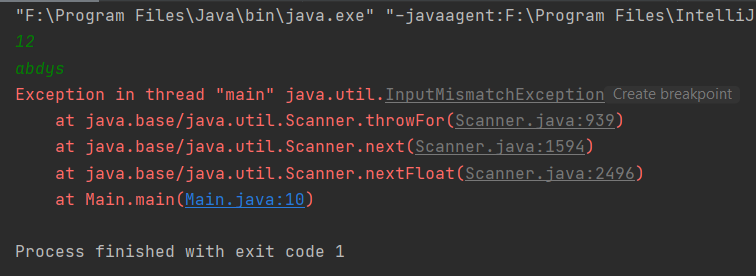 "F:\Program Files\Java\bin\java.exe" "-javaagent:F:\Program Files\IntelliJ
12
abdys
Exception in thread "main" java.util.InputMismatchException Create breakpoint
    at java.base/java.util.Scanner.throwFor(Scanner.java:939)
    at java.base/java.util.Scanner.next(Scanner.java:1594)
    at java.base/java.util.Scanner.nextFloat(Scanner.java:2496)
    at Main.main(Main.java:10)
Process finished with exit code 1